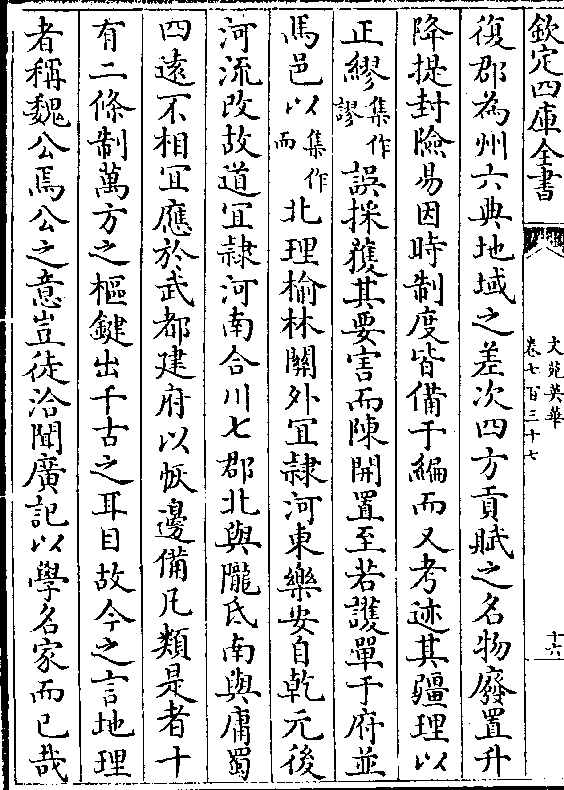 欽定四庫全書
文苑英華
卷七百三十七
十六
復郡為州六典地域之差次四方貢賦之名物廢置升
降提封險易因時制度皆備于編而又考迹其疆理以
正繆集作謬誤採獲其要害而陳開置至若護單于府並
馬邑以集作而北理榆林關外宜隸河東樂安自乾元後
河流改故道宜隸河南合川七郡北與隴氐南與庸蜀
四遠不相宜應於武都建府以恢邊備凡類是者十
有二條制萬方之樞鍵出千古之耳目故今之言地理
者稱魏公焉公之意豈徒洽聞廣記以學名家而已哉